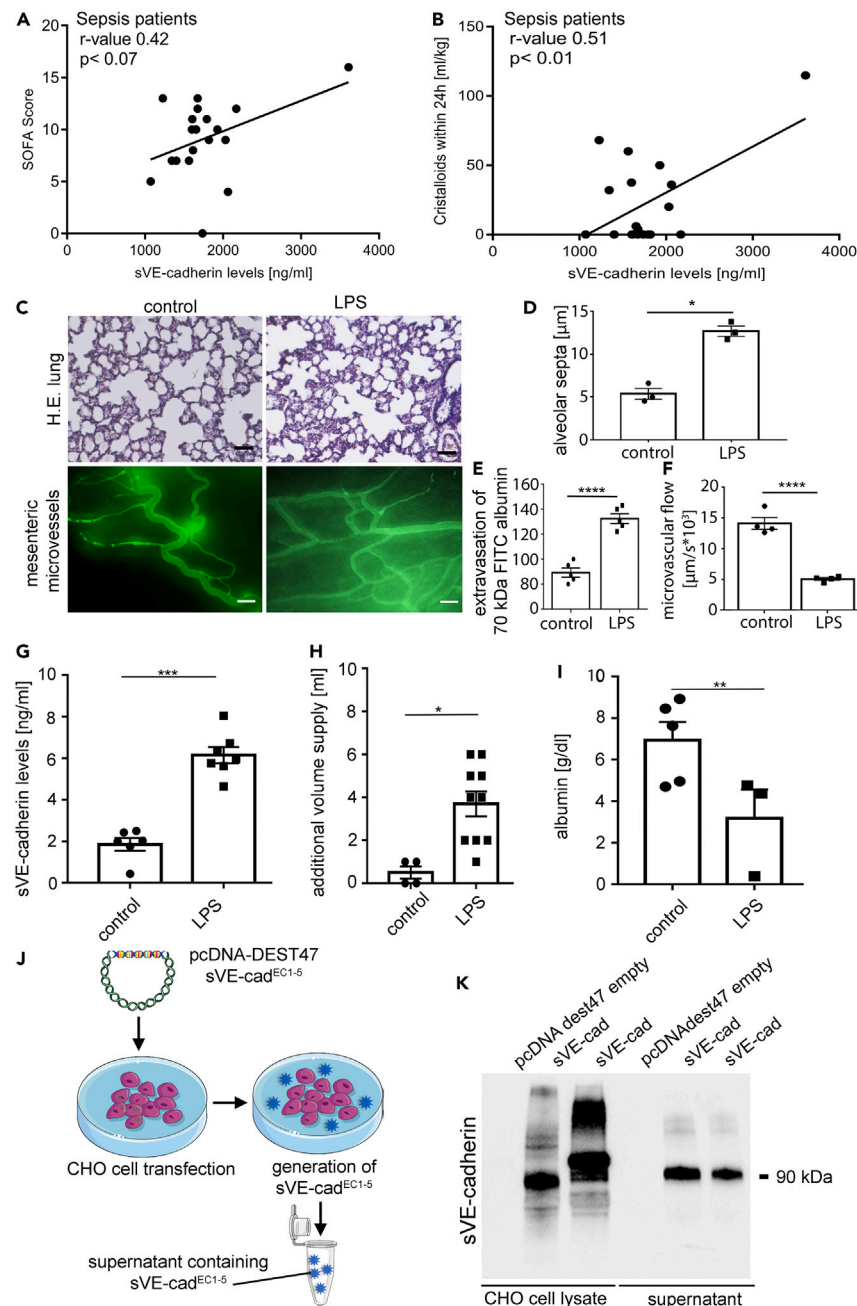 A
Sepsis patients
r-value 0.42
p< 0.07
SOFA Score
20
15
10
5
0
0
1000
2000
3000
4000
sVE-cadherin levels [ng/ml]
B
Sepsis patients
r-value 0.51
p< 0.01
Cristalloids within 24h [ml/kg]
150
100
50
0
0
1000
2000
3000
4000
sVE-cadherin levels [ng/ml]
C
control
LPS
H.E. lung
mesenteric
microvessels
D
alveolar septa [µm]
15
10
5
0
*
control
LPS
E
extravasation of
70 kDa FITC albumin
140
120
100
80
60
0
****
control
LPS
F
microvascular flow
[µm/s*10³]
20
15
10
5
0
****
control
LPS
G
sVE-cadherin levels [ng/ml]
10
8
6
4
2
0
***
control
LPS
H
additional volume supply [ml]
10
8
6
4
2
0
*
control
LPS
I
albumin [g/dl]
10
8
6
4
2
0
**
control
LPS
J
pcDNA-DEST47
sVE-cadEC1-5
CHO cell transfection
generation of
sVE-cadEC1-5
supernatant containing
sVE-cadEC1-5
K
pcDNA dest47 empty
sVE-cad
sVE-cad
pcDNAdest47 empty
sVE-cad
sVE-cad
sVE-cadherin
90 kDa
CHO cell lysate
supernatant